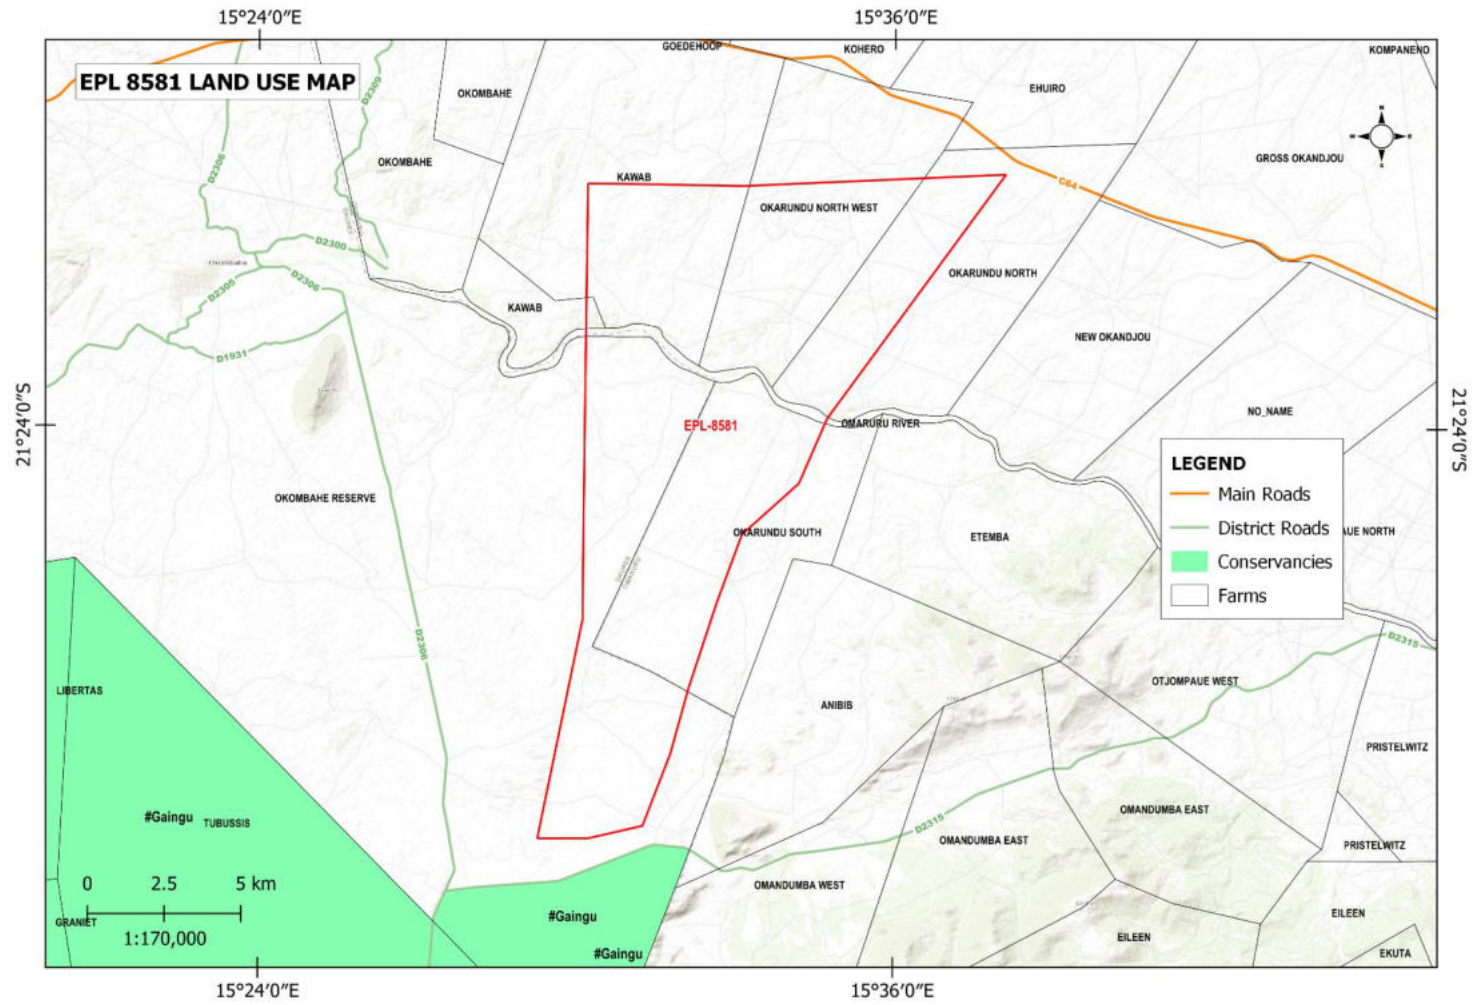 15°24′0″E
15°36′0″E
EPL 8581 LAND USE MAP
GOEDEHOOP
KOHERO
KOMPANENO
OKOMBAHE
EHUIRO
D2309
N
W
E
S
D2306
OKOMBAHE
GROSS OKANDJOU
KAWAB
C64
OKARUNDU NORTH WEST
D2300
OKARUNDU NORTH
D2305
D2306
KAWAB
NEW OKANDJOU
D1931
21°24′0″S
21°24′0″S
NO_NAME
EPL-8581
OMARURU RIVER
LEGEND
Main Roads
District Roads
Conservancies
Farms
OKOMBAHE RESERVE
OKARUNDU SOUTH
ETEMBA
AUE NORTH
D2306
D2315
LIBERTAS
OTJOMPAUE WEST
ANIBIB
PRISTELWITZ
#Gaingu
TUBUSSIS
OMANDUMBA EAST
D2315
OMANDUMBA EAST
PRISTELWITZ
0 2.5 5 km
OMANDUMBA WEST
#Gaingu
GRANIET
EILEEN
1:170,000
EILEEN
#Gaingu
EKUTA
15°24′0″E
15°36′0″E